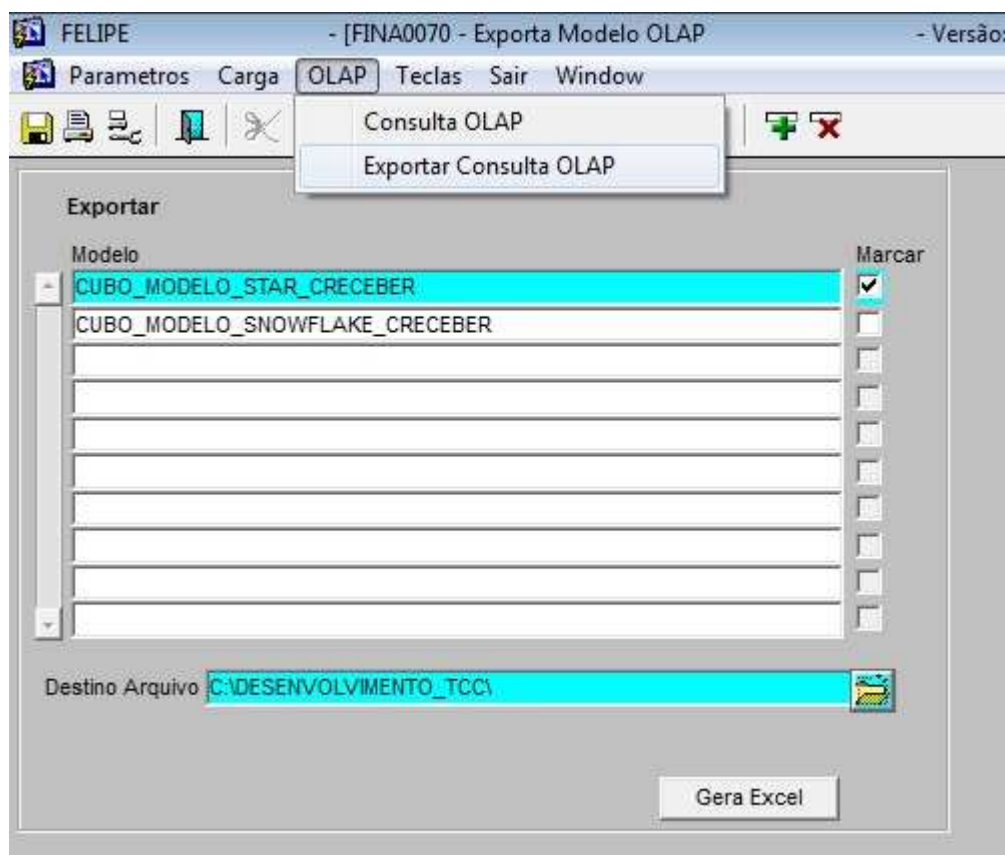 FELIPE - [FINA0070 - Exporta Modelo OLAP - Versão:
Parametros Carga OLAP Teclas Sair Window
Consulta OLAP
Exportar Consulta OLAP
Exportar
Modelo Marcar
CUBO_MODELO_STAR_CRECEBER
CUBO_MODELO_SNOWFLAKE_CRECEBER
Destino Arquivo C:\DESENVOLVIMENTO_TCC\
Gera Excel